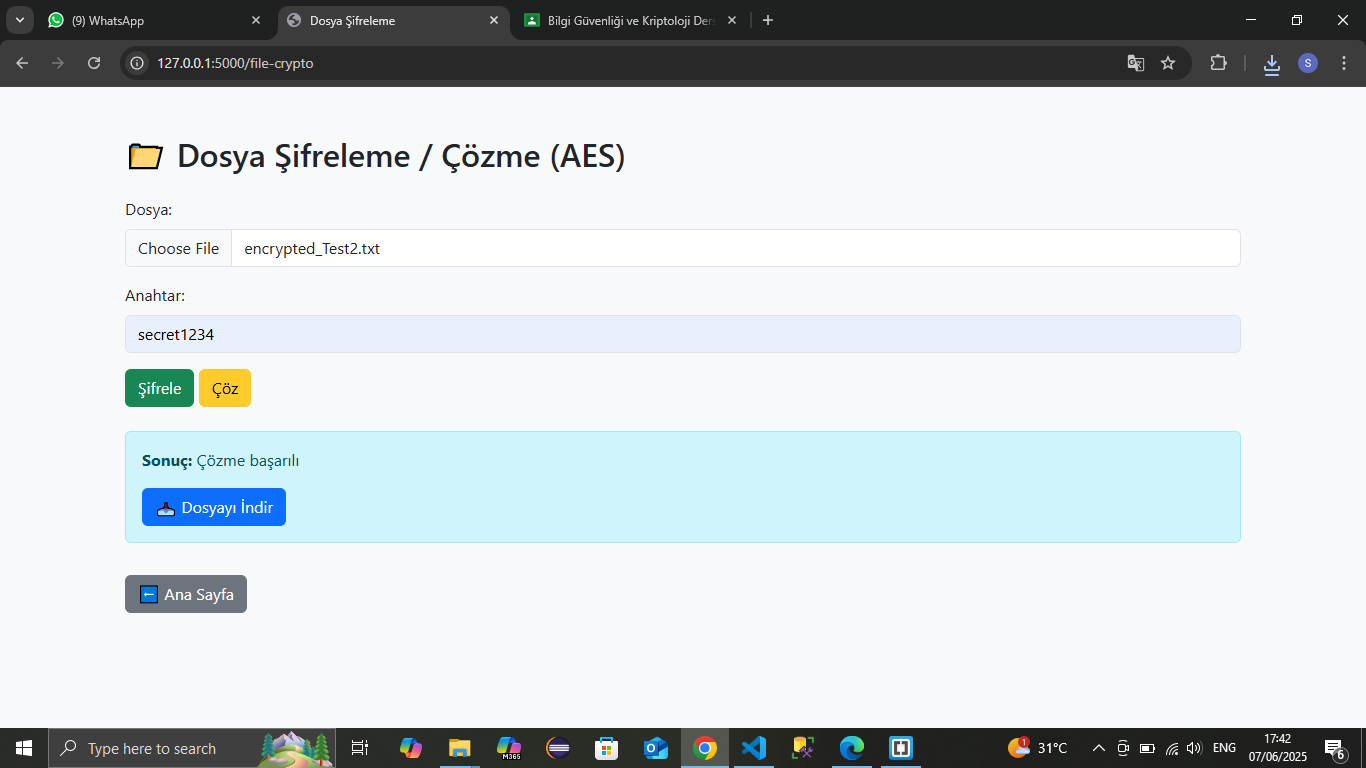 (9) WhatsApp
Dosya Şifreleme
Bilgi Güvenliği ve Kriptoloji Ders
127.0.0.1:5000/file-crypto
S
Dosya Şifreleme / Çözme (AES)
Dosya:
Choose File encrypted_Test2.txt
Anahtar:
secret1234
Şifrele Çöz
Sonuç: Çözme başarılı
Dosyayı İndir
Ana Sayfa
Type here to search
M365
1
31°C
ENG
17:42
07/06/2025
6